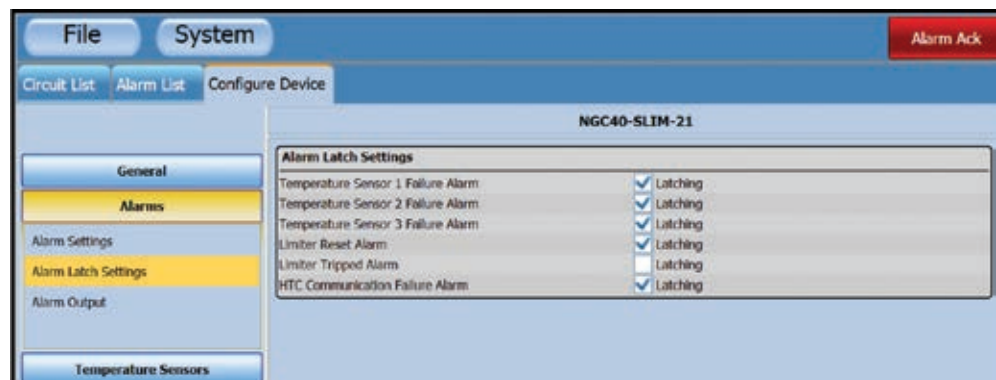 File System Alarm Ack
Circuit List Alarm List Configure Device
NGC40-SLIM-21
General
Alarms
Alarm Settings
Alarm Latch Settings
Alarm Output
Temperature Sensors
Alarm Latch Settings
Temperature Sensor 1 Failure Alarm Latching
Temperature Sensor 2 Failure Alarm Latching
Temperature Sensor 3 Failure Alarm Latching
Limiter Reset Alarm Latching
Limiter Tripped Alarm Latching
HTC Communication Failure Alarm Latching